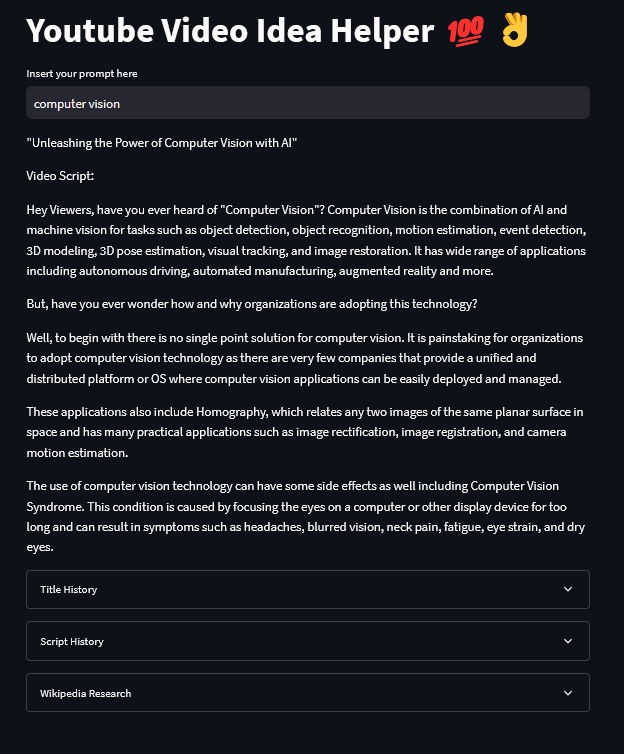 Youtube Video Idea Helper 💯 👌
Insert your prompt here
computer vision
"Unleashing the Power of Computer Vision with AI"
Video Script:
Hey Viewers, have you ever heard of "Computer Vision"? Computer Vision is the combination of AI and
machine vision for tasks such as object detection, object recognition, motion estimation, event detection,
3D modeling, 3D pose estimation, visual tracking, and image restoration. It has wide range of applications
including autonomous driving, automated manufacturing, augmented reality and more.
But, have you ever wonder how and why organizations are adopting this technology?
Well, to begin with there is no single point solution for computer vision. It is painstaking for organizations
to adopt computer vision technology as there are very few companies that provide a unified and
distributed platform or OS where computer vision applications can be easily deployed and managed.
These applications also include Homography, which relates any two images of the same planar surface in
space and has many practical applications such as image rectification, image registration, and camera
motion estimation.
The use of computer vision technology can have some side effects as well including Computer Vision
Syndrome. This condition is caused by focusing the eyes on a computer or other display device for too
long and can result in symptoms such as headaches, blurred vision, neck pain, fatigue, eye strain, and dry
eyes.
Title History
Script History
Wikipedia Research